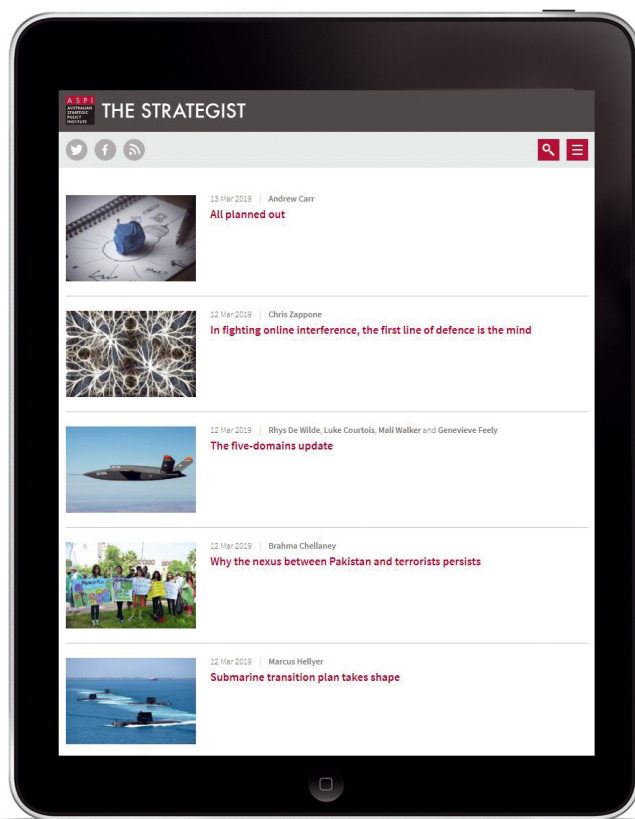 A S P I
AUSTRALIAN
STRATEGIC
POLICY
INSTITUTE
THE STRATEGIST
13 Mar 2019 | Andrew Carr
All planned out
12 Mar 2019 | Chris Zappone
In fighting online interference, the first line of defence is the mind
12 Mar 2019 | Rhys De Wilde, Luke Courtois, Mali Walker and Genevieve Feely
The five-domains update
12 Mar 2019 | Brahma Chellaney
Why the nexus between Pakistan and terrorists persists
12 Mar 2019 | Marcus Hellyer
Submarine transition plan takes shape